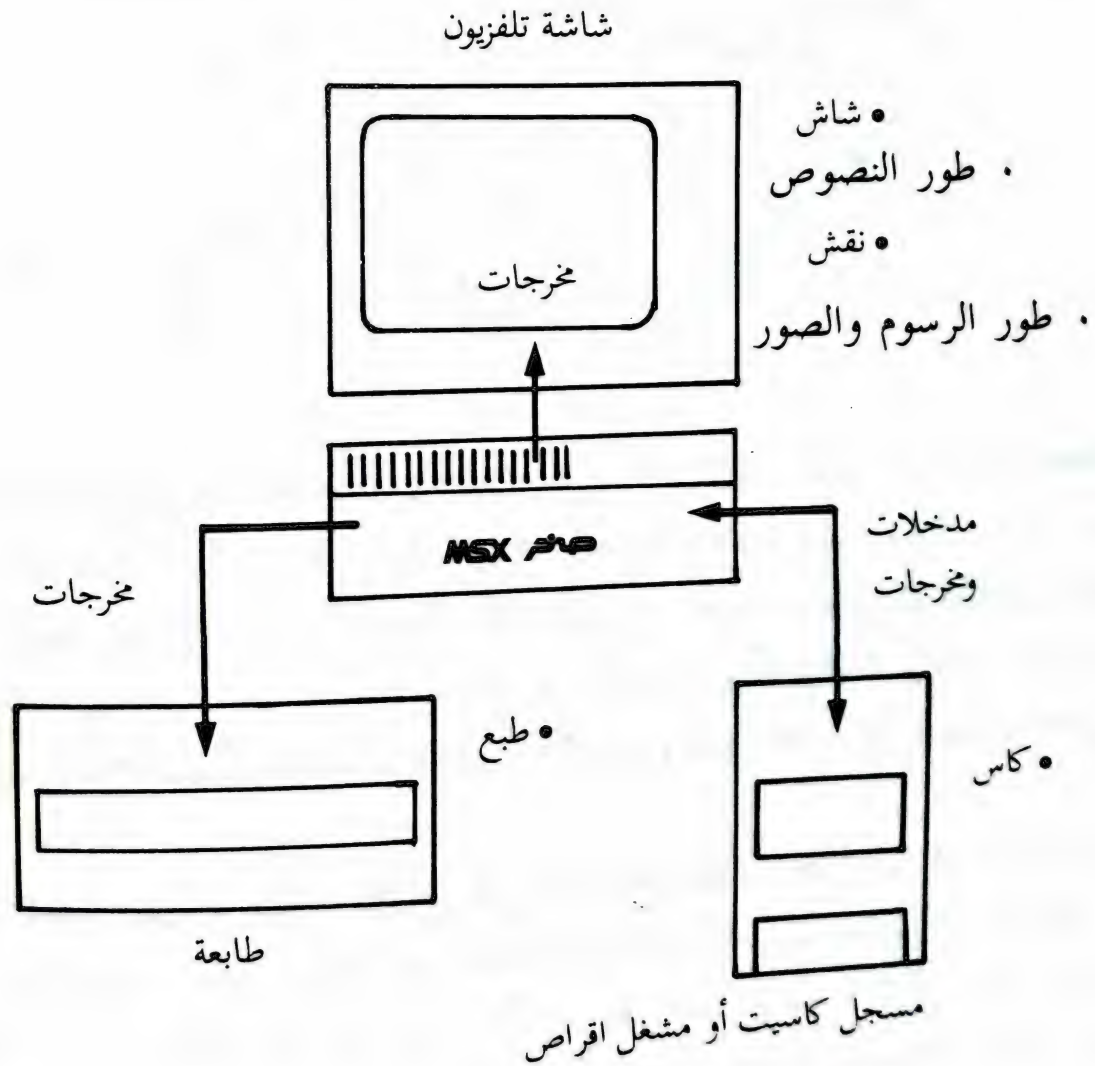 شاشة تلفزيون
• شاش
• طور النصوص
• نقش
• طور الرسوم والصور
مخرجات
صخر MSX
مدخلات
ومخرجات
مخرجات
• طبع
• كاس
طابعة
مسجل كاسيت أو مشغل اقراص